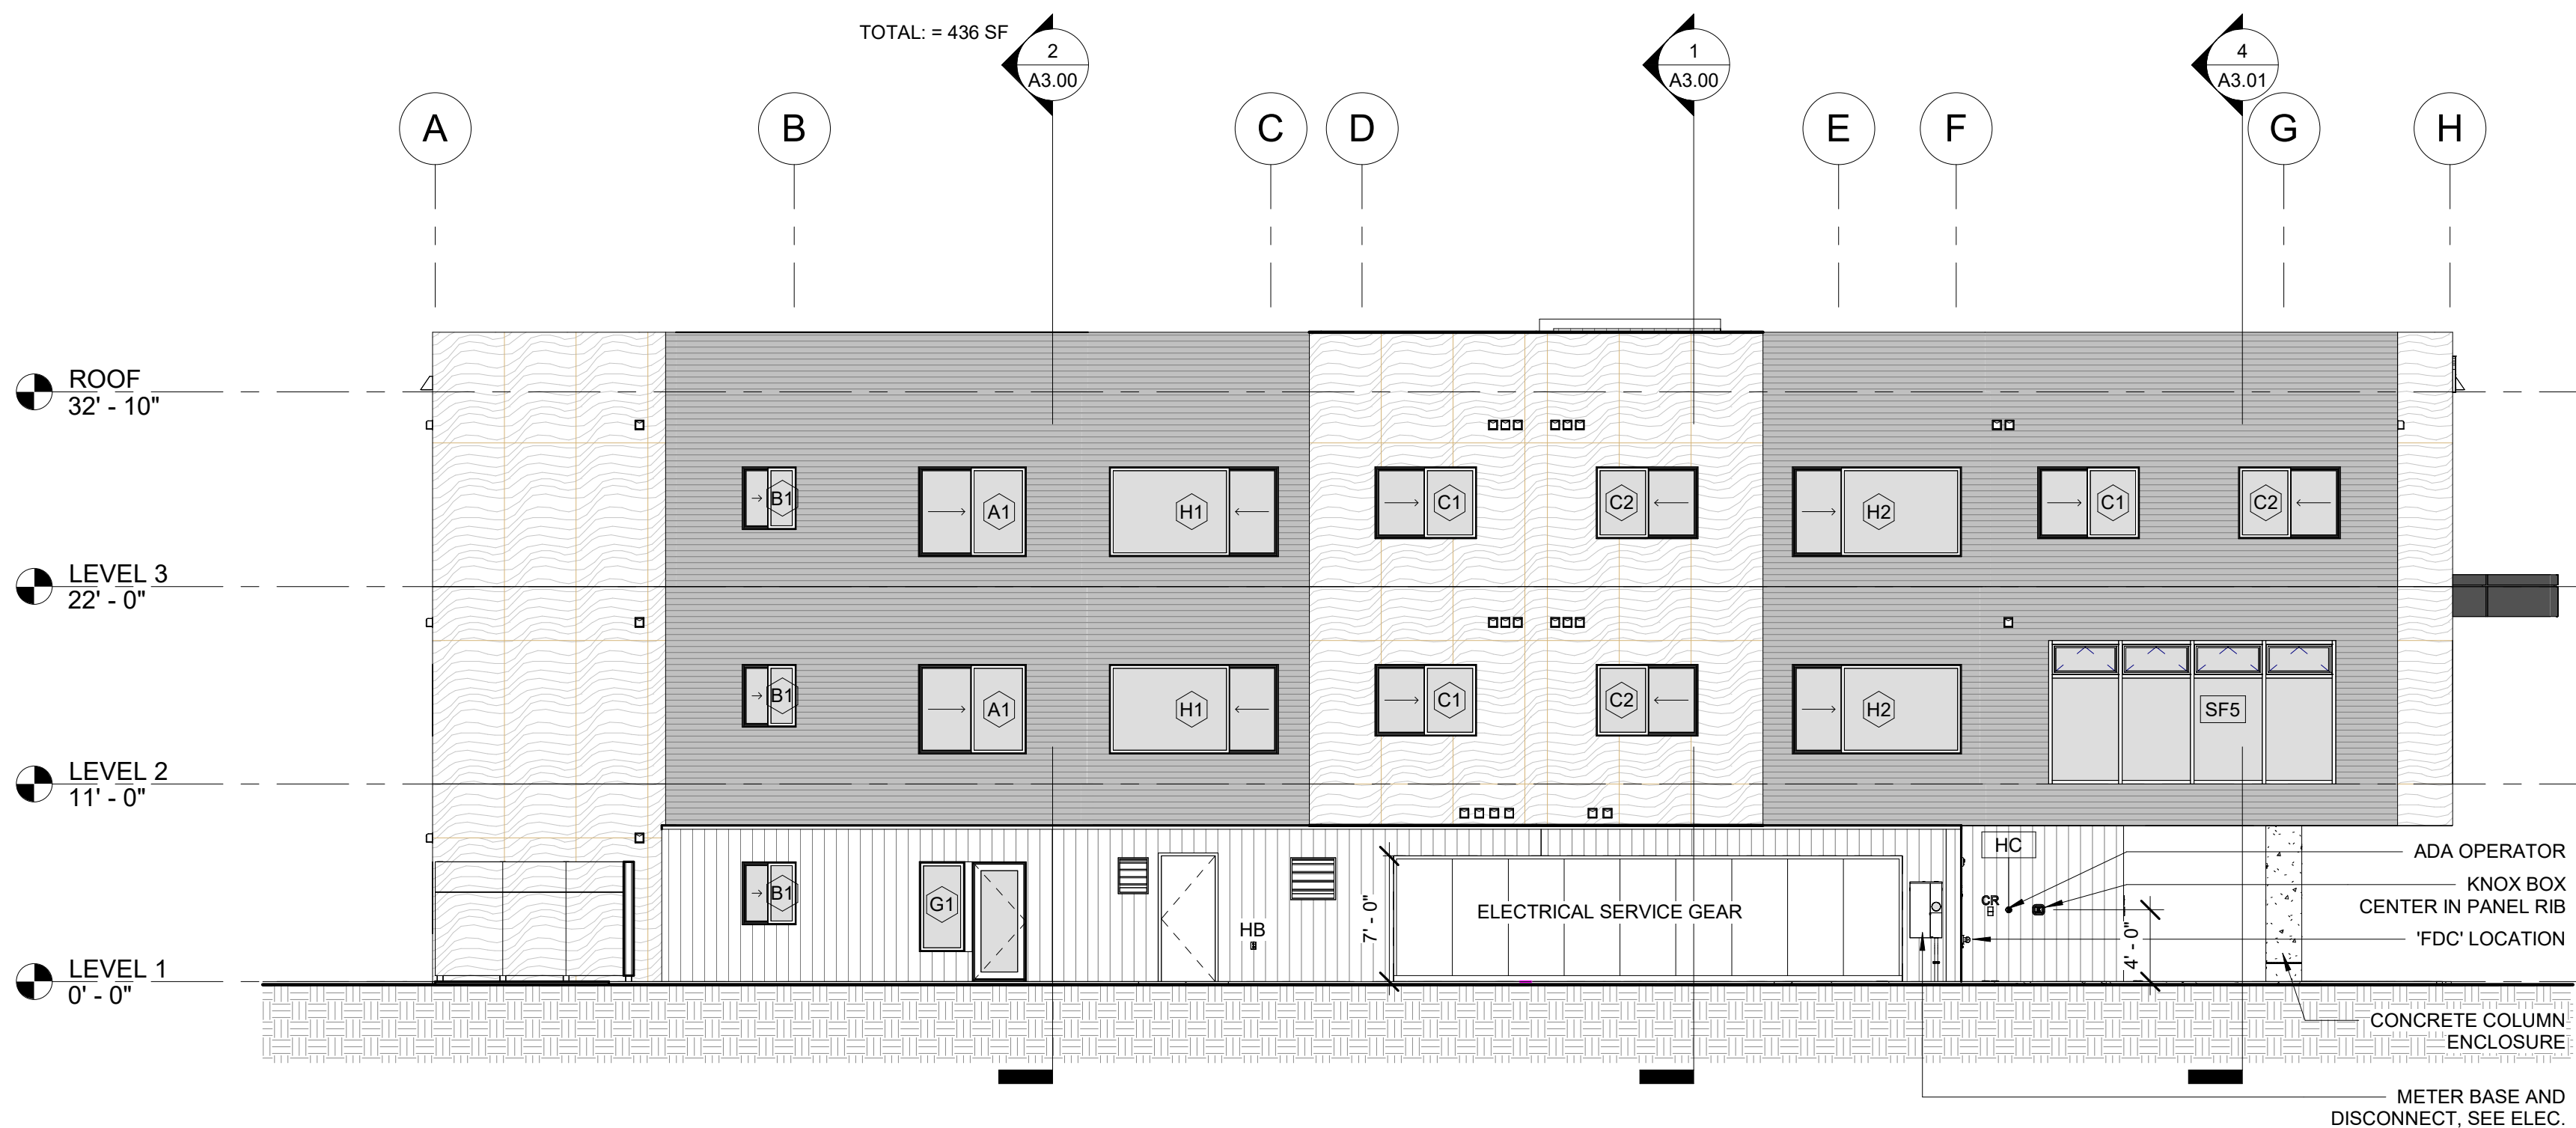 TOTAL: = 436 SF
2
A3.00
1
A3.00
4
A3.01
A
B
C
D
E
F
G
H
ROOF
32' - 10"
B1
A1
H1
C1
C2
H2
C1
C2
LEVEL 3
22' - 0"
B1
A1
H1
C1
C2
H2
SF5
LEVEL 2
11' - 0"
HC
ADA OPERATOR
KNOX BOX
CENTER IN PANEL RIB
B1
G1
CR
7' - 0"
ELECTRICAL SERVICE GEAR
HB
'FDC' LOCATION
4' - 0"
LEVEL 1
0' - 0"
CONCRETE COLUMN
ENCLOSURE
METER BASE AND
DISCONNECT, SEE ELEC.